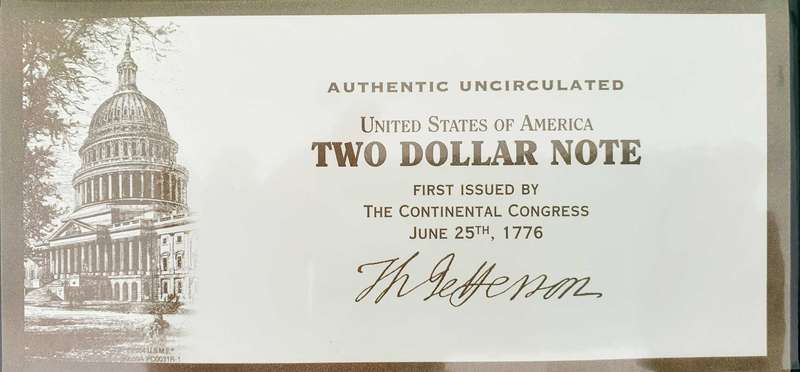 AUTHENTIC UNCIRCULATED
UNITED STATES OF AMERICA
TWO DOLLAR NOTE
FIRST ISSUED BY
THE CONTINENTAL CONGRESS
JUNE 25TH, 1776
Th Jefferson